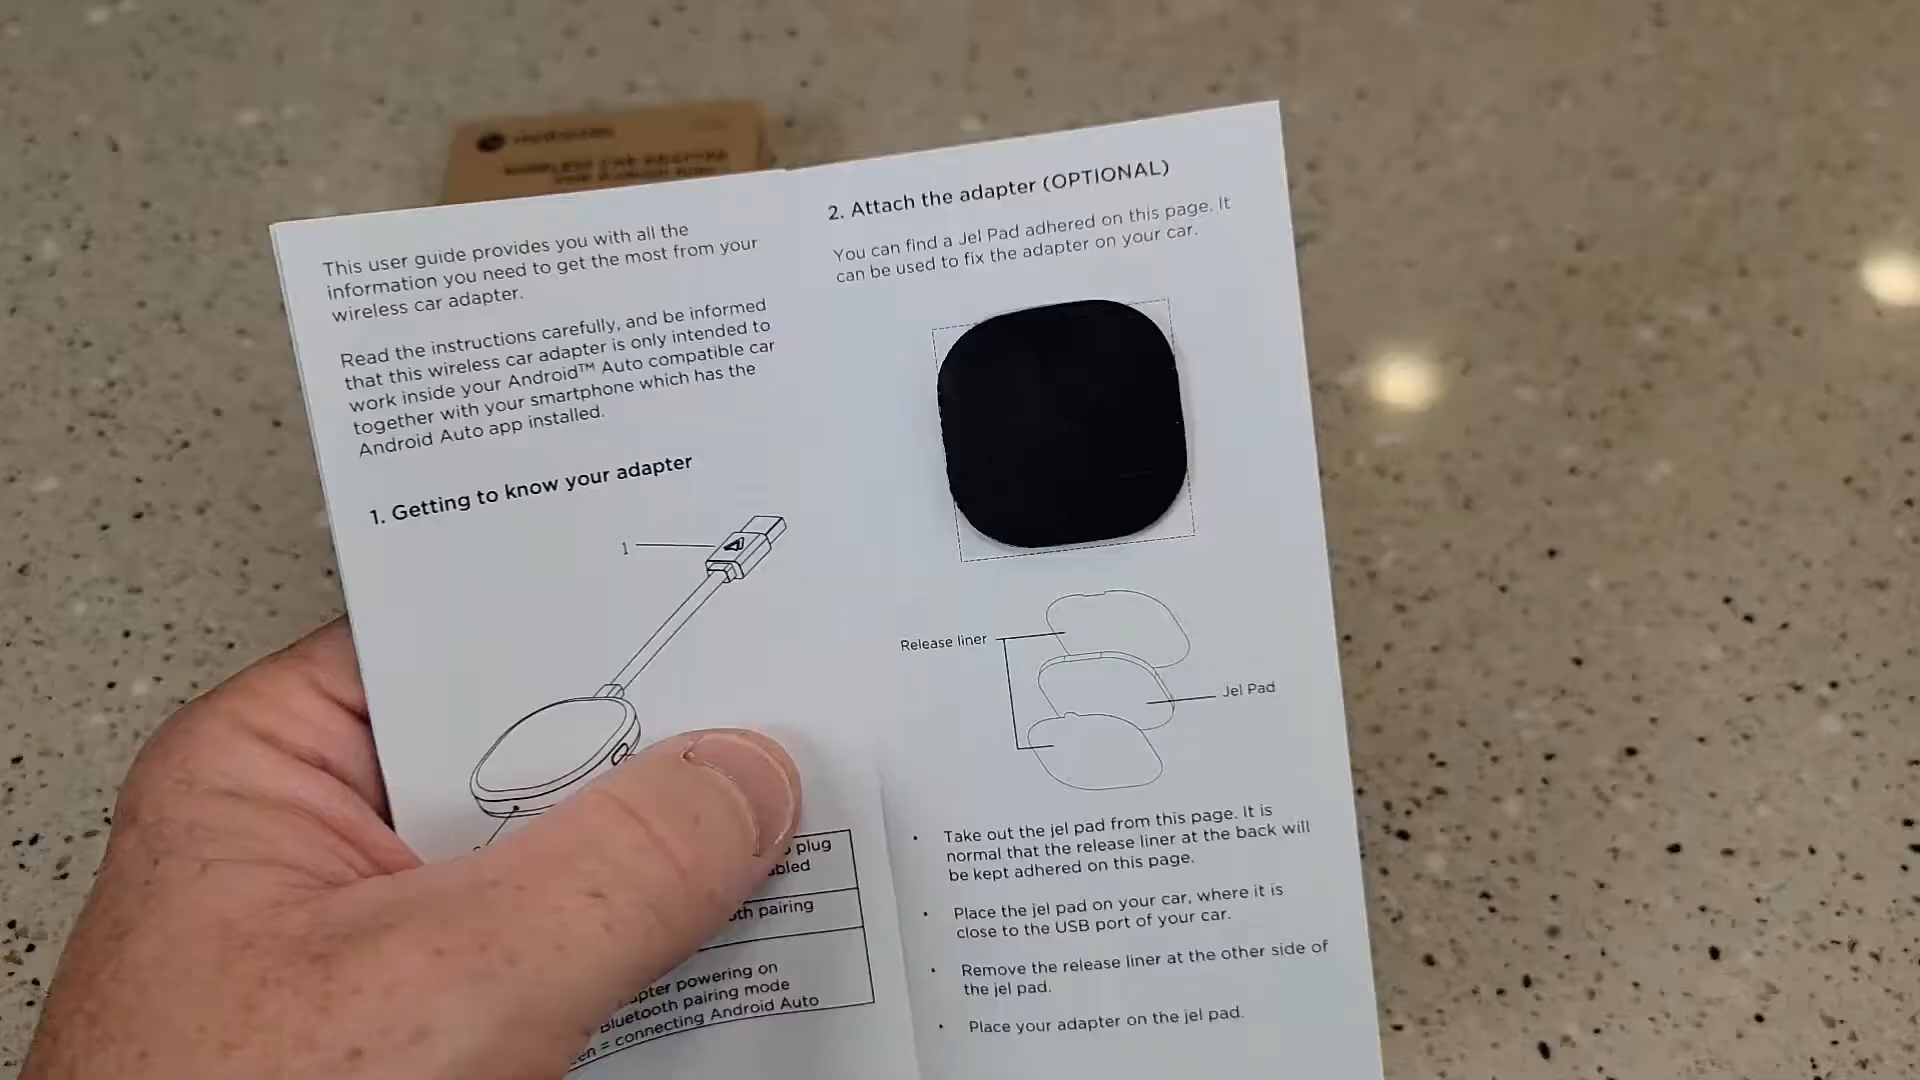 This user guide provides you with all the
information you need to get the most from your
wireless car adapter.
Read the instructions carefully, and be informed
that this wireless car adapter is only intended to
work inside your Android™ Auto compatible car
together with your smartphone which has the
Android Auto app installed.
1. Getting to know your adapter
1
plug
pairing
powering on
Bluetooth pairing mode
= connecting Android Auto
2. Attach the adapter (OPTIONAL)
You can find a Jel Pad adhered on this page. It
can be used to fix the adapter on your car.
Release liner
Jel Pad
• Take out the jel pad from this page. It is
normal that the release liner at the back will
be kept adhered on this page.
• Place the jel pad on your car, where it is
close to the USB port of your car.
• Remove the release liner at the other side of
the jel pad.
• Place your adapter on the jel pad.